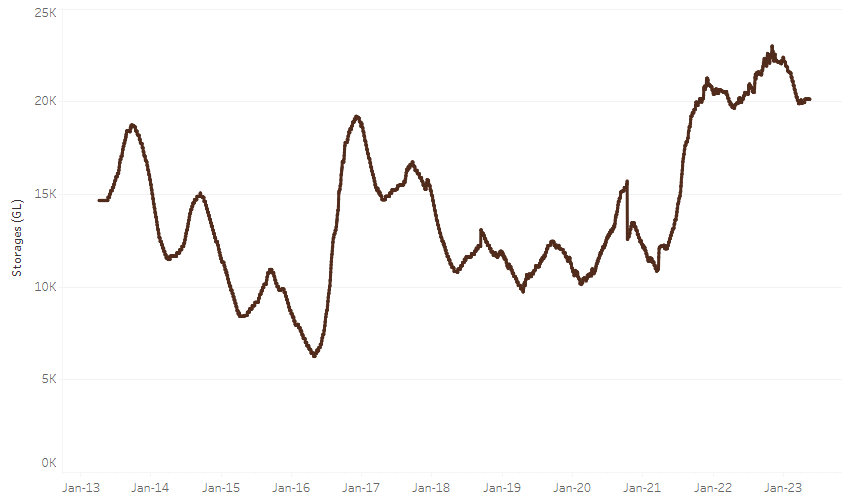 25K
20K
15K
10K
5K
0K
Storages (GL)
Jan-13 Jan-14 Jan-15 Jan-16 Jan-17 Jan-18 Jan-19 Jan-20 Jan-21 Jan-22 Jan-23